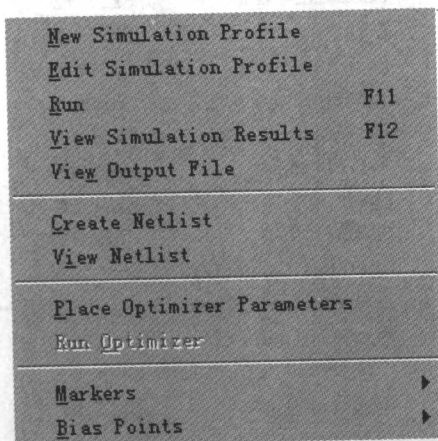 New Simulation Profile
Edit Simulation Profile
Run F11
View Simulation Results F12
View Output File
Create Netlist
View Netlist
Place Optimizer Parameters
Run Optimizer
Markers
Bias Points